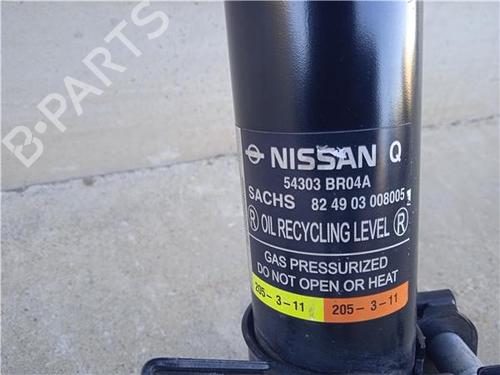 B-PARTS
NISSAN Q
54303 BR04A
SACHS 82 49 03 008005
Ⓡ OIL RECYCLING LEVEL Ⓡ
GAS PRESSURIZED
DO NOT OPEN OR HEAT
205-3-11 205-3-11